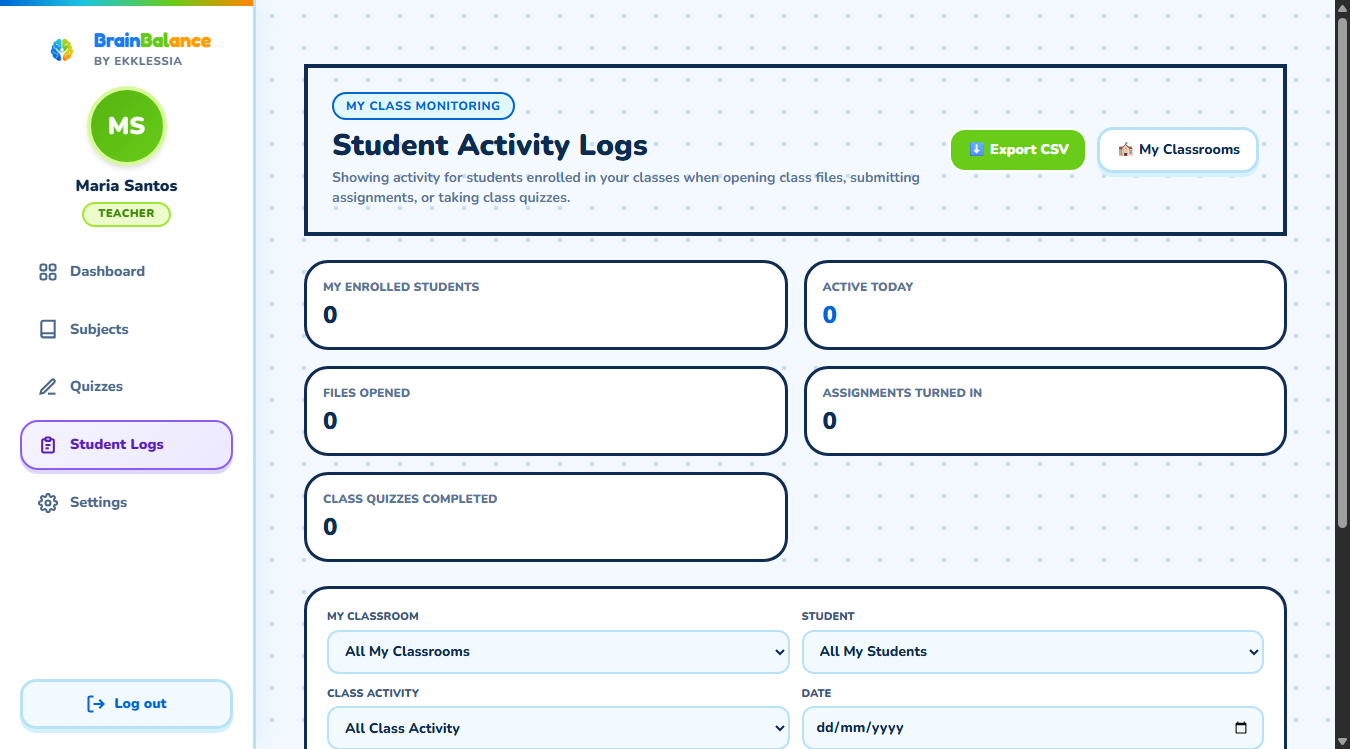 BrainBalance
BY EKKLESSIA
MS
Maria Santos
TEACHER
Dashboard
Subjects
Quizzes
Student Logs
Settings
Log out
MY CLASS MONITORING
Student Activity Logs
Showing activity for students enrolled in your classes when opening class files, submitting
assignments, or taking class quizzes.
Export CSV
My Classrooms
MY ENROLLED STUDENTS
0
ACTIVE TODAY
0
FILES OPENED
0
ASSIGNMENTS TURNED IN
0
CLASS QUIZZES COMPLETED
0
MY CLASSROOM
All My Classrooms
STUDENT
All My Students
CLASS ACTIVITY
All Class Activity
DATE
dd/mm/yyyy